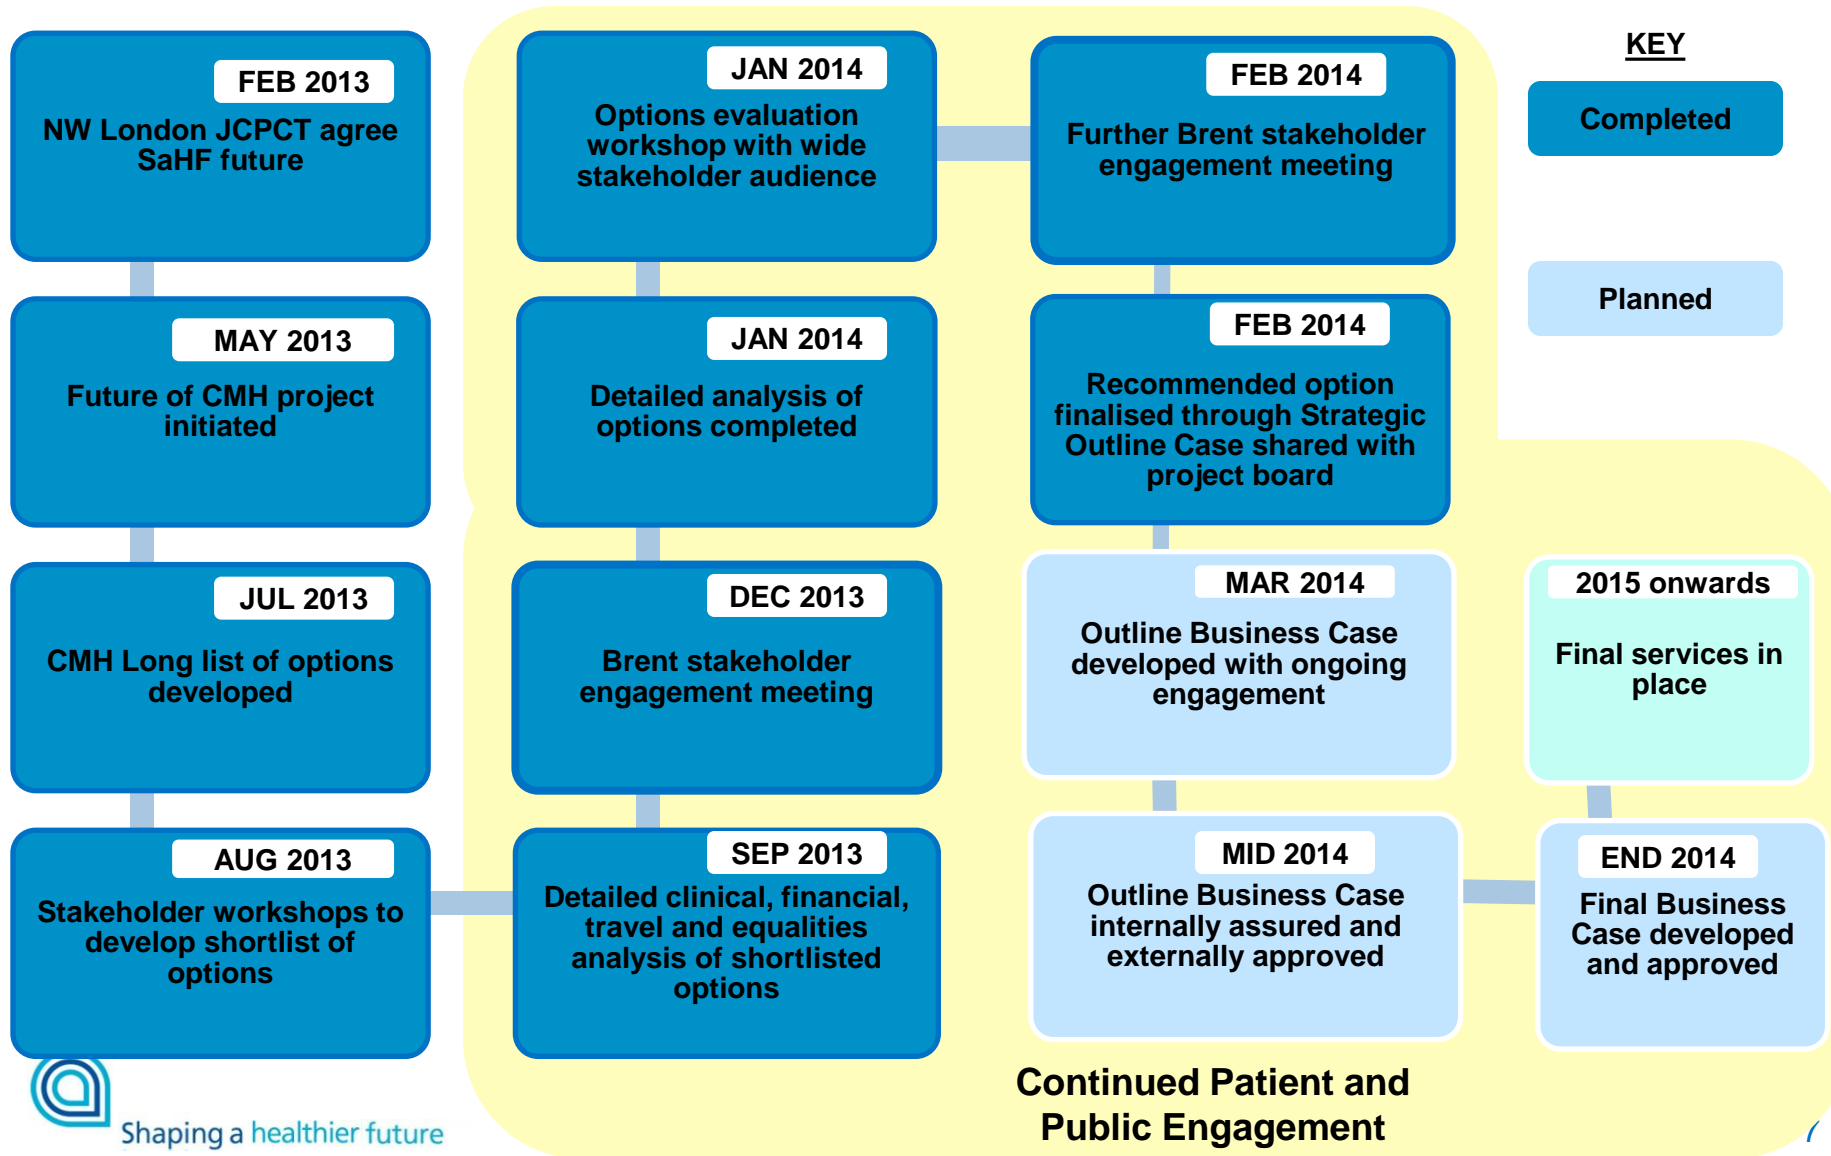 FEB 2013
NW London JCPCT agree
SaHF future
MAY 2013
Future of CMH project
initiated
JUL 2013
CMH Long list of options
developed
AUG 2013
Stakeholder workshops to
develop shortlist of
options
SEP 2013
Detailed clinical, financial,
travel and equalities
analysis of shortlisted
options
DEC 2013
Brent stakeholder
engagement meeting
JAN 2014
Detailed analysis of
options completed
JAN 2014
Options evaluation
workshop with wide
stakeholder audience
FEB 2014
Further Brent stakeholder
engagement meeting
FEB 2014
Recommended option
finalised through Strategic
Outline Case shared with
project board
MAR 2014
Outline Business Case
developed with ongoing
engagement
MID 2014
Outline Business Case
internally assured and
externally approved
END 2014
Final Business
Case developed
and approved
2015 onwards
Final services in
place
KEY
Completed
Planned
Continued Patient and
Public Engagement
Shaping a healthier future